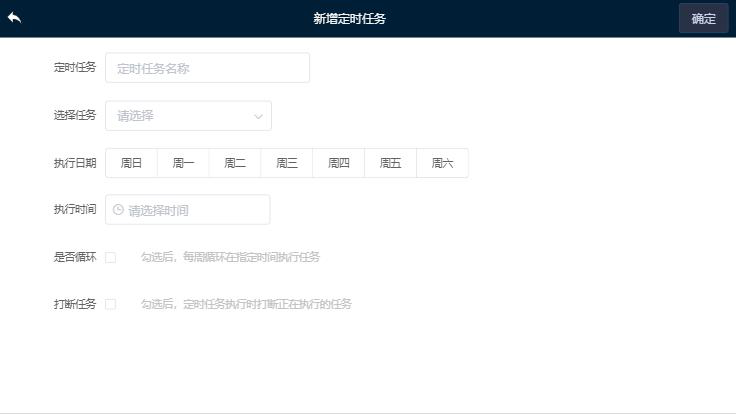 新增定时任务
确定
定时任务 定时任务名称
选择任务 请选择
执行日期 周日 周一 周二 周三 周四 周五 周六
执行时间 请选择时间
是否循环 勾选后，每周循环在指定时间执行任务
打断任务 勾选后，定时任务执行时打断正在执行的任务